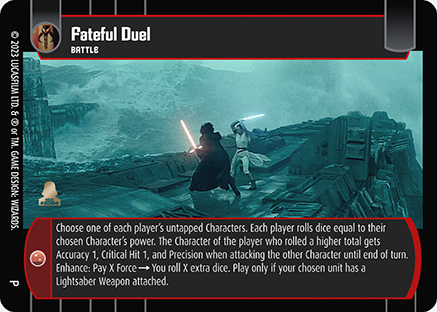 Fateful Duel
BATTLE
© 2023 LUCASFILM LTD. & ® or TM. GAME DESIGN: WIZARDS.
Choose one of each player's untapped Characters. Each player rolls dice equal to their
chosen Character's power. The Character of the player who rolled a higher total gets
Accuracy 1, Critical Hit 1, and Precision when attacking the other Character until end of turn.
Enhance: Pay X Force → You roll X extra dice. Play only if your chosen unit has a
Lightsaber Weapon attached.
P